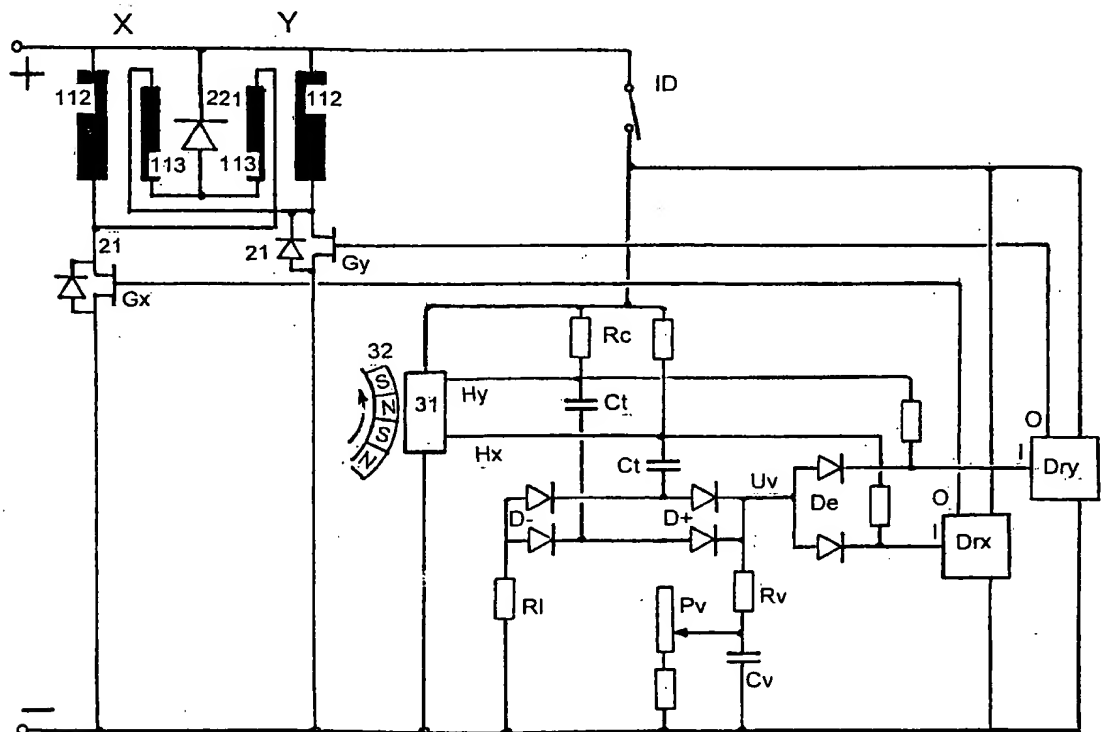 X Y
+
ID
112 221 112
113 113
21
21 Gy
Gx
Rc
32
S
N
S
N
31
Hy
Ct
Hx
Ct
Uv
O
I
Dry
D- D+
De
O
I
Drx
Rl
Pv
Rv
Cv
−